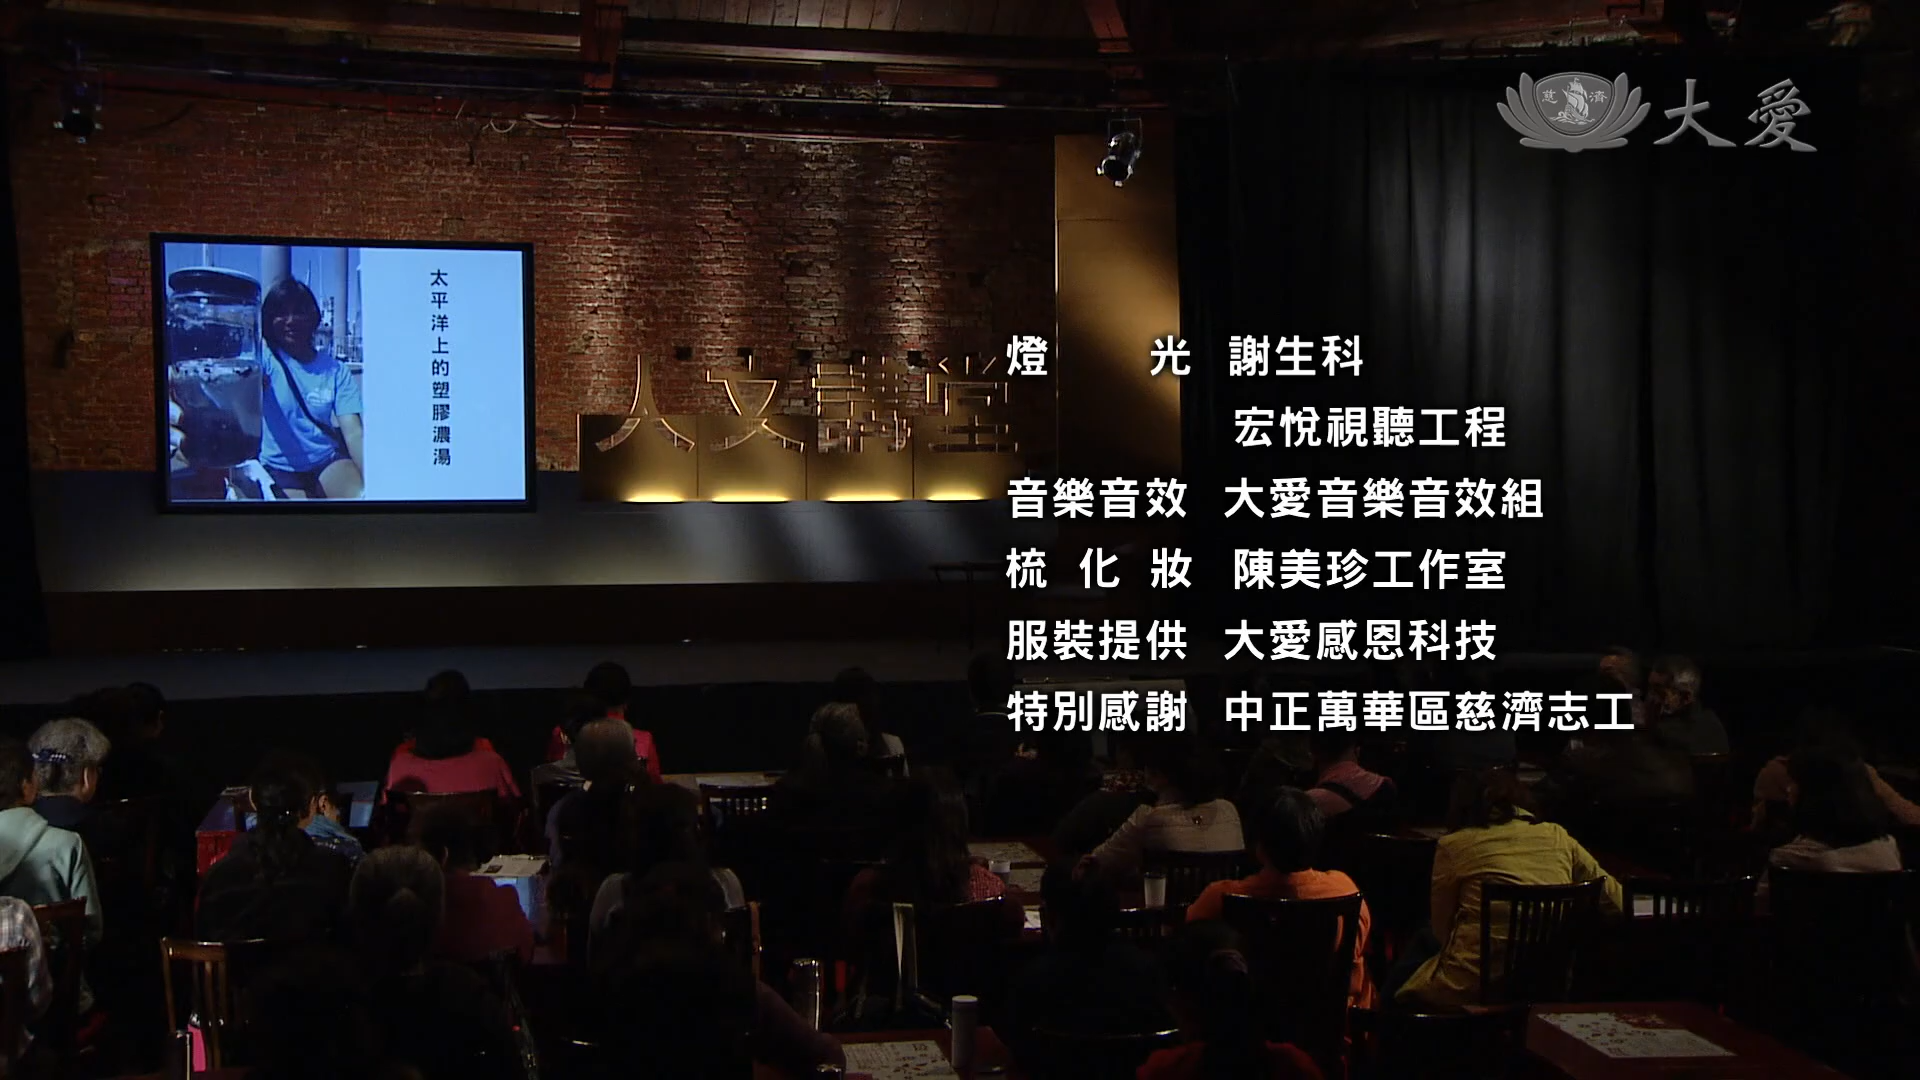 慈濟
大愛
太平洋上的塑膠濃湯
人文講堂
燈光 謝生科
宏悅視聽工程
音樂音效 大愛音樂音效組
梳化妝 陳美珍工作室
服裝提供 大愛感恩科技
特別感謝 中正萬華區慈濟志工